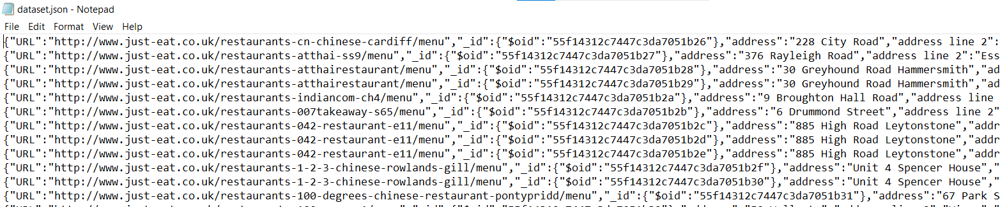 dataset.json - Notepad
File Edit Format View Help
{"URL":"http://www.just-eat.co.uk/restaurants-cn-chinese-cardiff/menu","_id":{"$oid":"55f14312c7447c3da7051b26"},"address":"228 City Road","address line 2":
{"URL":"http://www.just-eat.co.uk/restaurants-atthai-ss9/menu","_id":{"$oid":"55f14312c7447c3da7051b27"},"address":"376 Rayleigh Road","address line 2":"Ess
{"URL":"http://www.just-eat.co.uk/restaurants-atthairestaurant/menu","_id":{"$oid":"55f14312c7447c3da7051b28"},"address":"30 Greyhound Road Hammersmith","ad
{"URL":"http://www.just-eat.co.uk/restaurants-atthairestaurant/menu","_id":{"$oid":"55f14312c7447c3da7051b29"},"address":"30 Greyhound Road Hammersmith","ad
{"URL":"http://www.just-eat.co.uk/restaurants-indiancom-ch4/menu","_id":{"$oid":"55f14312c7447c3da7051b2a"},"address":"9 Broughton Hall Road","address line
{"URL":"http://www.just-eat.co.uk/restaurants-007takeaway-s65/menu","_id":{"$oid":"55f14312c7447c3da7051b2b"},"address":"6 Drummond Street","address line 2"
{"URL":"http://www.just-eat.co.uk/restaurants-042-restaurant-e11/menu","_id":{"$oid":"55f14312c7447c3da7051b2c"},"address":"885 High Road Leytonstone","addr
{"URL":"http://www.just-eat.co.uk/restaurants-042-restaurant-e11/menu","_id":{"$oid":"55f14312c7447c3da7051b2d"},"address":"885 High Road Leytonstone","addr
{"URL":"http://www.just-eat.co.uk/restaurants-042-restaurant-e11/menu","_id":{"$oid":"55f14312c7447c3da7051b2e"},"address":"885 High Road Leytonstone","addr
{"URL":"http://www.just-eat.co.uk/restaurants-1-2-3-chinese-rowlands-gill/menu","_id":{"$oid":"55f14312c7447c3da7051b2f"},"address":"Unit 4 Spencer House","
{"URL":"http://www.just-eat.co.uk/restaurants-1-2-3-chinese-rowlands-gill/menu","_id":{"$oid":"55f14312c7447c3da7051b30"},"address":"Unit 4 Spencer House","
{"URL":"http://www.just-eat.co.uk/restaurants-100-degrees-chinese-restaurant-pontypridd/menu","_id":{"$oid":"55f14312c7447c3da7051b31"},"address":"67 Park S